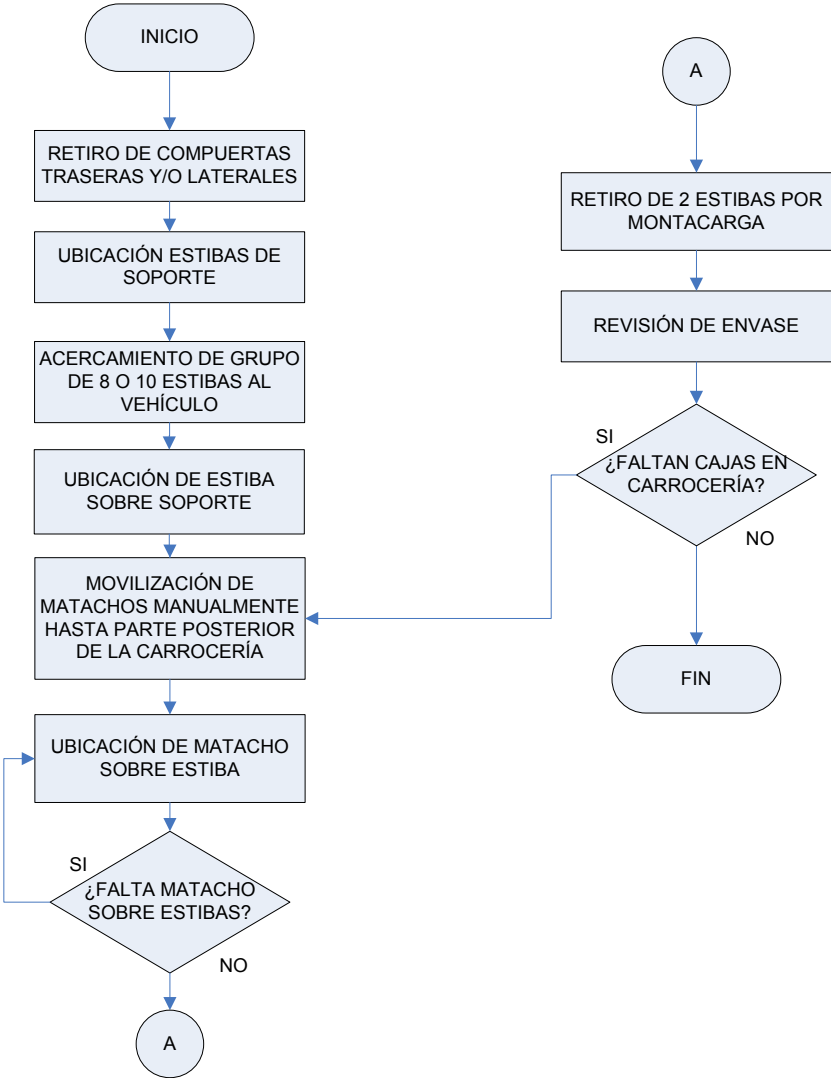 INICIO
RETIRO DE COMPUERTAS
TRASERAS Y/O LATERALES
UBICACIÓN ESTIBAS DE
SOPORTE
ACERCAMIENTO DE GRUPO
DE 8 O 10 ESTIBAS AL
VEHÍCULO
UBICACIÓN DE ESTIBA
SOBRE SOPORTE
MOVILIZACIÓN DE
MATACHOS MANUALMENTE
HASTA PARTE POSTERIOR
DE LA CARROCERÍA
UBICACIÓN DE MATACHO
SOBRE ESTIBA
SI
¿FALTA MATACHO
SOBRE ESTIBAS?
NO
A
A
RETIRO DE 2 ESTIBAS POR
MONTACARGA
REVISIÓN DE ENVASE
SI
¿FALTAN CAJAS EN
CARROCERÍA?
NO
FIN